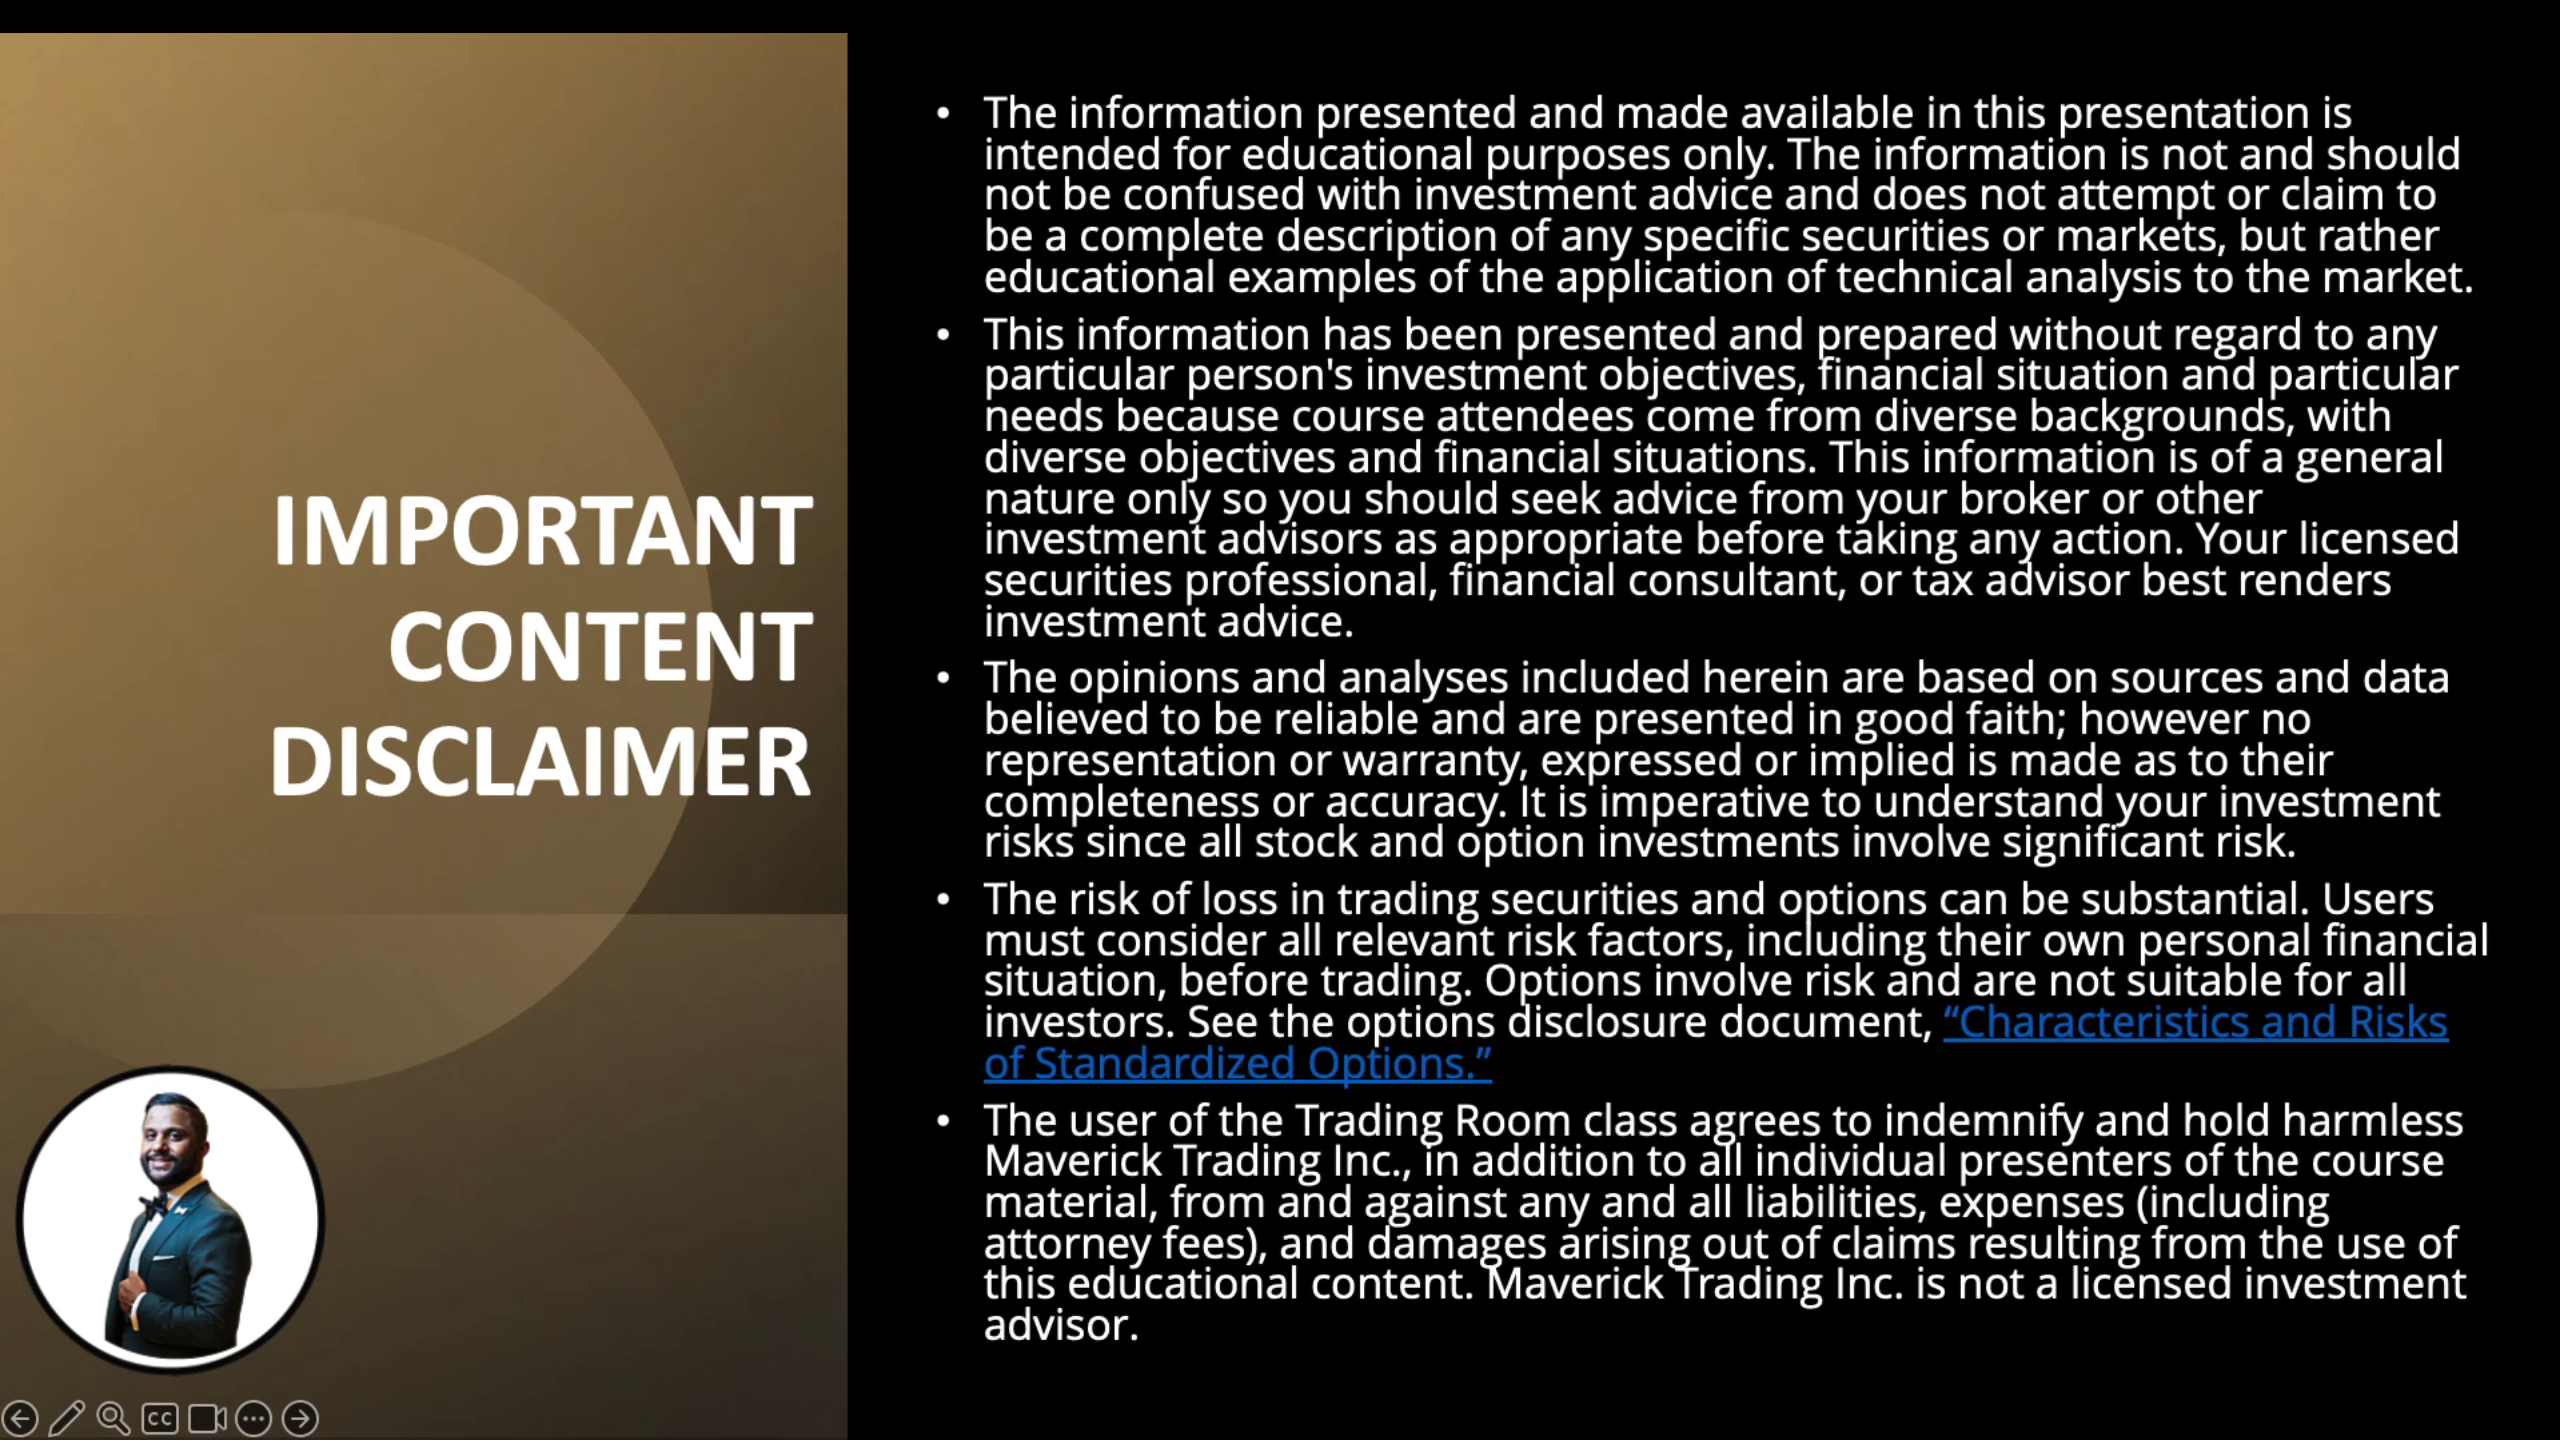 IMPORTANT
CONTENT
DISCLAIMER
• The information presented and made available in this presentation is
intended for educational purposes only. The information is not and should
not be confused with investment advice and does not attempt or claim to
be a complete description of any specific securities or markets, but rather
educational examples of the application of technical analysis to the market.
• This information has been presented and prepared without regard to any
particular person's investment objectives, financial situation and particular
needs because course attendees come from diverse backgrounds, with
diverse objectives and financial situations. This information is of a general
nature only so you should seek advice from your broker or other
investment advisors as appropriate before taking any action. Your licensed
securities professional, financial consultant, or tax advisor best renders
investment advice.
• The opinions and analyses included herein are based on sources and data
believed to be reliable and are presented in good faith; however no
representation or warranty, expressed or implied is made as to their
completeness or accuracy. It is imperative to understand your investment
risks since all stock and option investments involve significant risk.
• The risk of loss in trading securities and options can be substantial. Users
must consider all relevant risk factors, including their own personal financial
situation, before trading. Options involve risk and are not suitable for all
investors. See the options disclosure document, “Characteristics and Risks
of Standardized Options.”
• The user of the Trading Room class agrees to indemnify and hold harmless
Maverick Trading Inc., in addition to all individual presenters of the course
material, from and against any and all liabilities, expenses (including
attorney fees), and damages arising out of claims resulting from the use of
this educational content. Maverick Trading Inc. is not a licensed investment
advisor.
CC